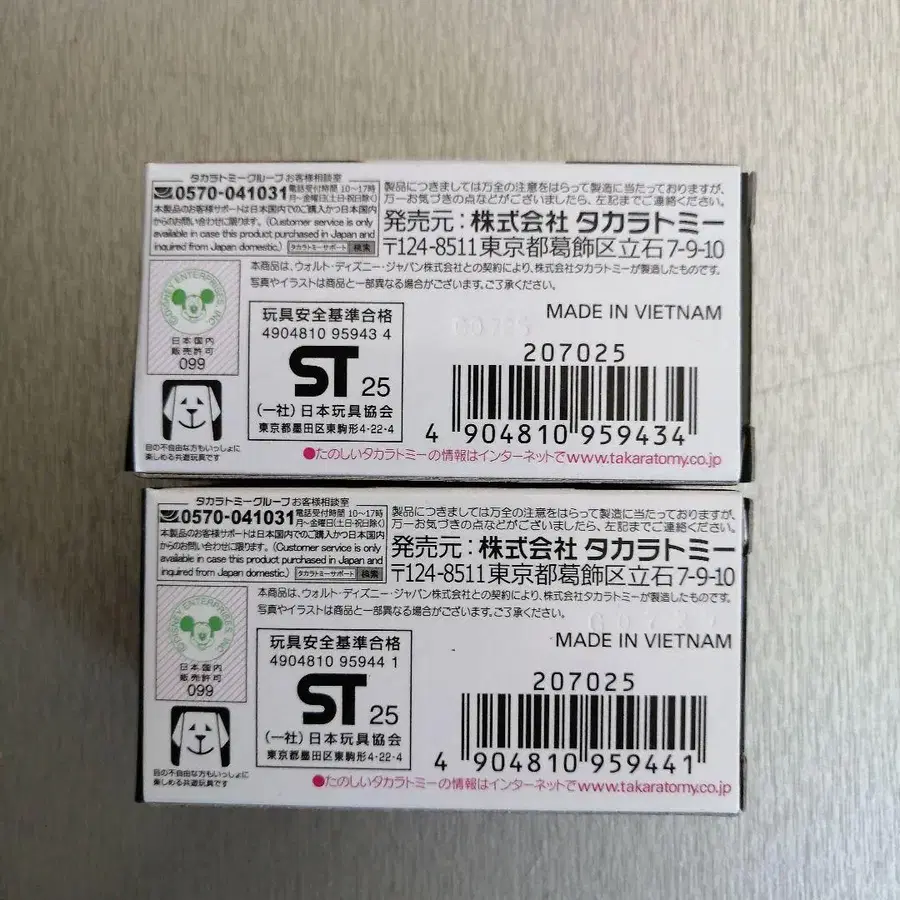 タカラトミーグループ お客様相談室
0570-041031 電話受付時間 10〜17時
月〜金曜日(土・日・祝日除く)
本製品のお客様サポートは日本国内でのご購入かつ日本国内
からのお問い合わせに限ります。(Customer service is only
available in case this product purchased in Japan and
inquired from Japan domestic.) タカラトミーサポート 検索
製品につきましては万全の注意をはらって製造に当たっておりますが、
万一お気づきの点などがございましたら、左記までご連絡ください。
発売元：株式会社 タカラトミー
〒124-8511東京都葛飾区立石7-9-10
本商品は、ウォルト・ディズニー・ジャパン株式会社との契約により、株式会社タカラトミーが製造したものです。
写真やイラストは商品と一部異なる場合がございます。ご了承ください。
©DISNEY ENTERPRISES, INC.
日本国内
販売許可
099
目の不自由な方もいっしょに
楽しめる共遊玩具です
玩具安全基準合格
4904810 95943 4
ST 25
(一社)日本玩具協会
東京都墨田区東駒形4-22-4
MADE IN VIETNAM
207025
4 904810 959434
●たのしいタカラトミーの情報はインターネットでwww.takaratomy.co.jp
タカラトミーグループ お客様相談室
0570-041031 電話受付時間 10〜17時
月〜金曜日(土・日・祝日除く)
本製品のお客様サポートは日本国内でのご購入かつ日本国内
からのお問い合わせに限ります。(Customer service is only
available in case this product purchased in Japan and
inquired from Japan domestic.) タカラトミーサポート 検索
製品につきましては万全の注意をはらって製造に当たっておりますが、
万一お気づきの点などがございましたら、左記までご連絡ください。
発売元：株式会社 タカラトミー
〒124-8511東京都葛飾区立石7-9-10
本商品は、ウォルト・ディズニー・ジャパン株式会社との契約により、株式会社タカラトミーが製造したものです。
写真やイラストは商品と一部異なる場合がございます。ご了承ください。
©DISNEY ENTERPRISES, INC.
日本国内
販売許可
099
目の不自由な方もいっしょに
楽しめる共遊玩具です
玩具安全基準合格
4904810 95944 1
ST 25
(一社)日本玩具協会
東京都墨田区東駒形4-22-4
MADE IN VIETNAM
207025
4 904810 959441
●たのしいタカラトミーの情報はインターネットでwww.takaratomy.co.jp